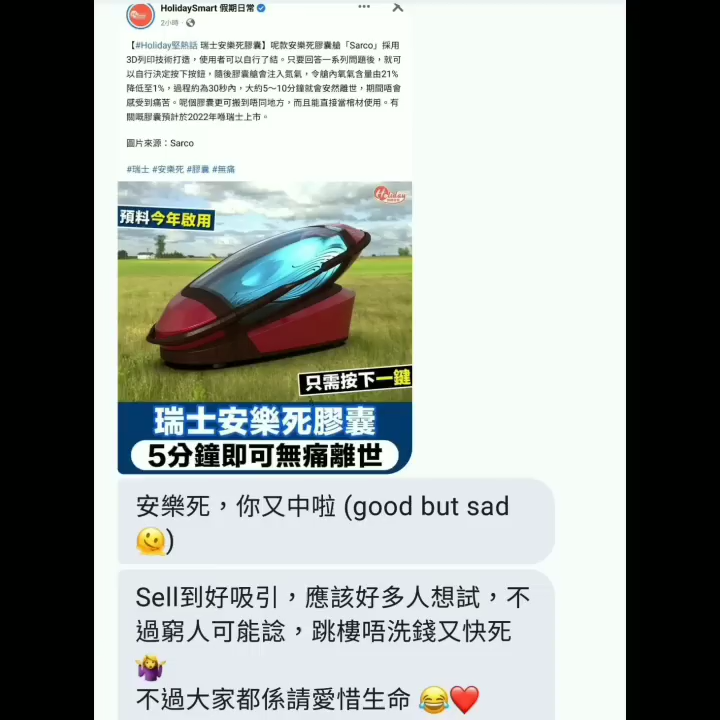 HolidaySmart 假期日常
2小時
【#Holiday堅熱話 瑞士安樂死膠囊】呢款安樂死膠囊艙「Sarco」採用
3D列印技術打造，使用者可以自行了結。只要回答一系列問題後，就可
以自行決定按下按鈕，隨後膠囊艙會注入氮氣，令艙內氧氣含量由21%
降低至1%，過程約為30秒內，大約5～10分鐘就會安然離世，期間唔會
感受到痛苦。呢個膠囊更可搬到唔同地方，而且能直接當棺材使用。有
關嘅膠囊預計於2022年喺瑞士上市。
圖片來源：Sarco
#瑞士 #安樂死 #膠囊 #無痛
Holiday
預料今年啟用
只需按下一鍵
瑞士安樂死膠囊
5分鐘即可無痛離世
安樂死，你又中啦 (good but sad
🫠)
Sell到好吸引，應該好多人想試，不
過窮人可能諗，跳樓唔洗錢又快死
🤷‍♀️
不過大家都係請愛惜生命 😂❤️